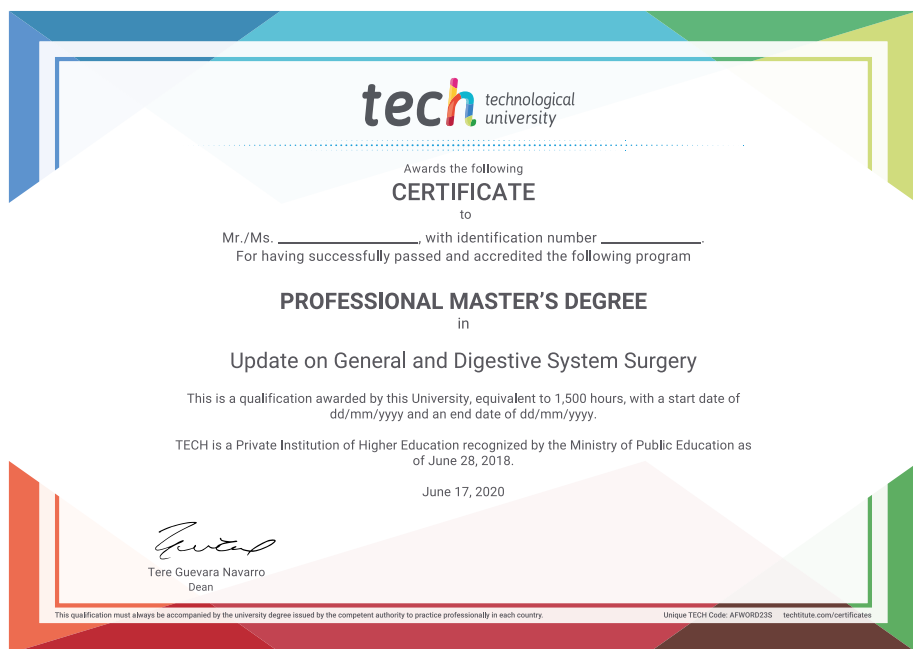 tech technological
university
Awards the following
CERTIFICATE
to
Mr./Ms. ____________________, with identification number ______________.
For having successfully passed and accredited the following program
PROFESSIONAL MASTER'S DEGREE
in
Update on General and Digestive System Surgery
This is a qualification awarded by this University, equivalent to 1,500 hours, with a start date of
dd/mm/yyyy and an end date of dd/mm/yyyy.
TECH is a Private Institution of Higher Education recognized by the Ministry of Public Education as
of June 28, 2018.
June 17, 2020
Tere Guevara Navarro
Dean
This qualification must always be accompanied by the university degree issued by the competent authority to practice professionally in each country. Unique TECH Code: AFWORD23S techtitute.com/certificates